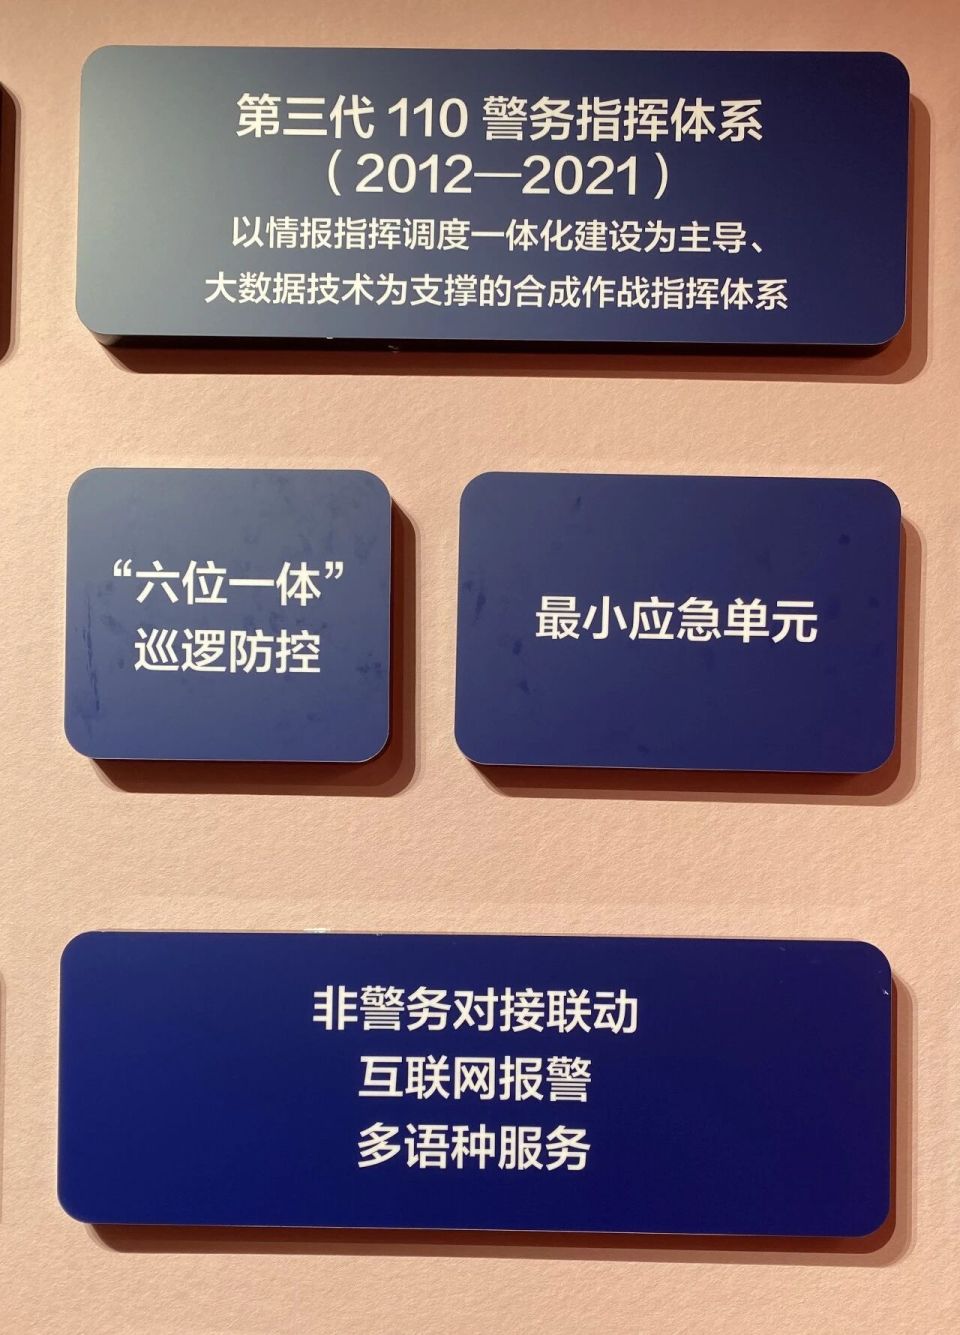 第三代 110 警务指挥体系
（2012—2021）
以情报指挥调度一体化建设为主导、
大数据技术为支撑的合成作战指挥体系
“六位一体”
巡逻防控
最小应急单元
非警务对接联动
互联网报警
多语种服务